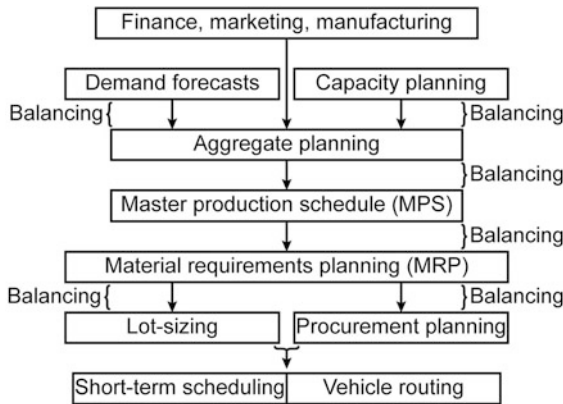 Finance, marketing, manufacturing
Demand forecasts
Capacity planning
Balancing
Balancing
Aggregate planning
Balancing
Master production schedule (MPS)
Balancing
Material requirements planning (MRP)
Balancing
Balancing
Lot-sizing
Procurement planning
Short-term scheduling
Vehicle routing